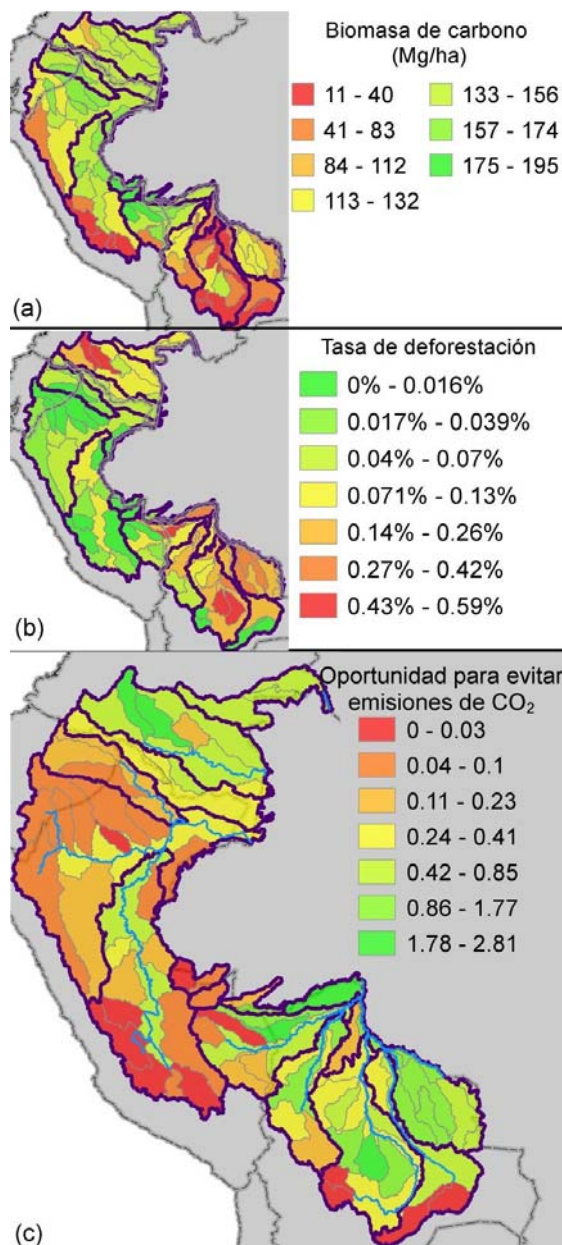 Biomasa de carbono
(Mg/ha)
11 - 40
133 - 156
41 - 83
157 - 174
84 - 112
175 - 195
113 - 132
(a)
Tasa de deforestación
0% - 0.016%
0.017% - 0.039%
0.04% - 0.07%
0.071% - 0.13%
0.14% - 0.26%
0.27% - 0.42%
0.43% - 0.59%
(b)
Oportunidad para evitar
emisiones de CO₂
0 - 0.03
0.04 - 0.1
0.11 - 0.23
0.24 - 0.41
0.42 - 0.85
0.86 - 1.77
1.78 - 2.81
(c)